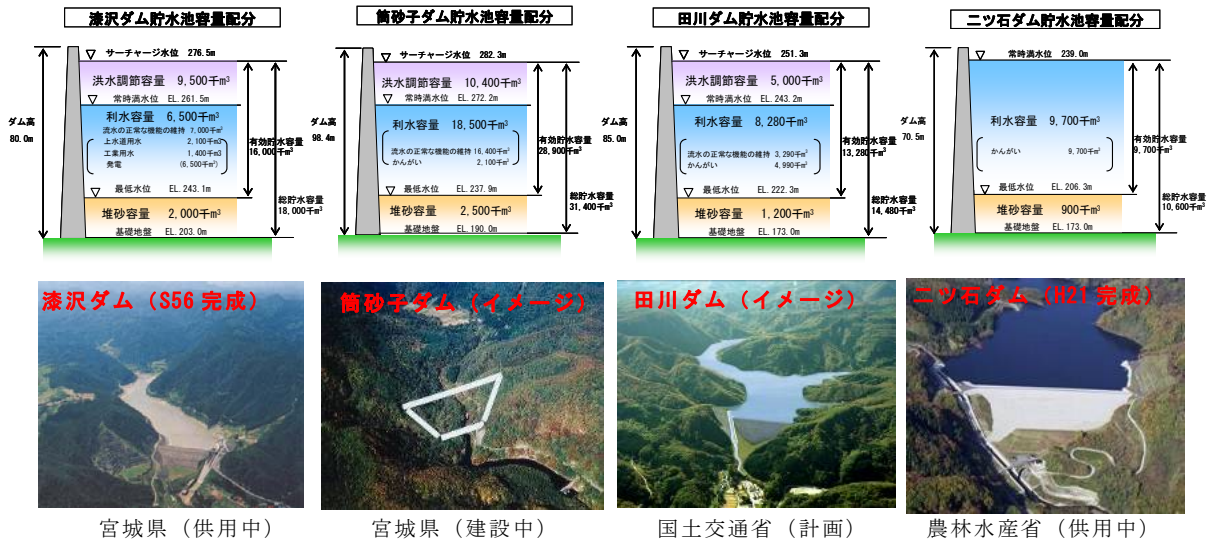 漆沢ダム貯水池容量配分
サーチャージ水位 276.5m
洪水調節容量 9,500千m³
常時満水位 EL.261.5m
利水容量 6,500千m³
流水の正常な機能の維持 7,000千m³
上水道用水 2,100千m3
工業用水 1,400千m3
発電 (6,500千m³)
最低水位 EL.243.1m
堆砂容量 2,000千m³
基礎地盤 EL.203.0m
ダム高
80.0m
有効貯水容量
16,000千m³
総貯水容量
18,000千m³
筒砂子ダム貯水池容量配分
サーチャージ水位 282.3m
洪水調節容量 10,400千m³
常時満水位 EL.272.2m
利水容量 18,500千m³
流水の正常な機能の維持 16,400千m³
かんがい 2,100千m³
最低水位 EL.237.9m
堆砂容量 2,500千m³
基礎地盤 EL.190.0m
ダム高
98.4m
有効貯水容量
28,900千m³
総貯水容量
31,400千m³
田川ダム貯水池容量配分
サーチャージ水位 251.3m
洪水調節容量 5,000千m³
常時満水位 EL.243.2m
利水容量 8,280千m³
流水の正常な機能の維持 3,290千m³
かんがい 4,990千m³
最低水位 EL.222.3m
堆砂容量 1,200千m³
基礎地盤 EL.173.0m
ダム高
85.0m
有効貯水容量
13,280千m³
総貯水容量
14,480千m³
二ツ石ダム貯水池容量配分
常時満水位 239.0m
利水容量 9,700千m³
かんがい 9,700千m³
最低水位 EL.206.3m
堆砂容量 900千m³
基礎地盤 EL.173.0m
ダム高
70.5m
有効貯水容量
9,700千m³
総貯水容量
10,600千m³
漆沢ダム（S56 完成）
筒砂子ダム（イメージ）
田川ダム（イメージ）
二ツ石ダム（H21 完成）
宮城県（供用中）
宮城県（建設中）
国土交通省（計画）
農林水産省（供用中）